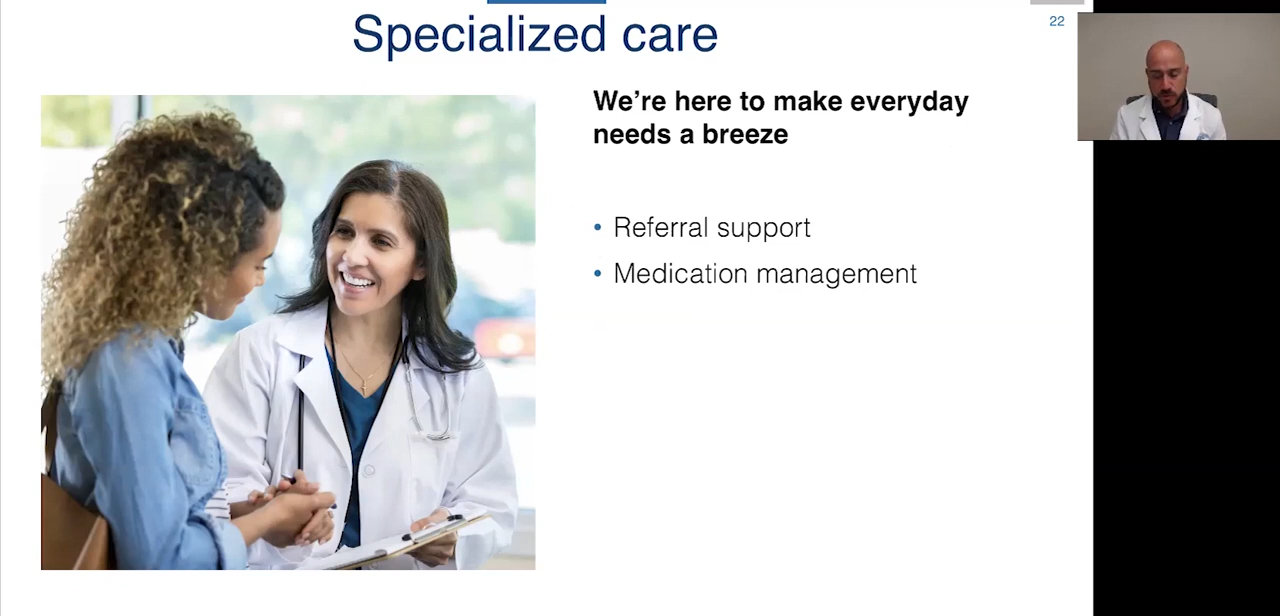 Specialized care
22
We’re here to make everyday
needs a breeze
• Referral support
• Medication management